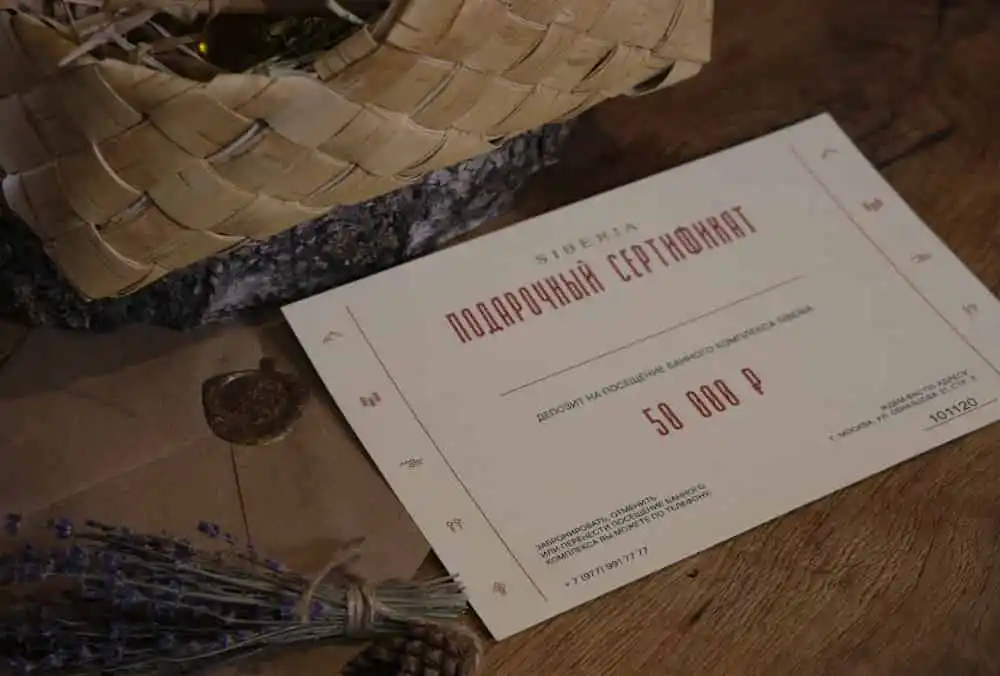 SIBERIA
ПОДАРОЧНЫЙ СЕРТИФИКАТ
ДЕПОЗИТ НА ПОСЕЩЕНИЕ БАННОГО КОМПЛЕКСА SIBERIA
50 000 ₽
ЗАБРОНИРОВАТЬ, ОТМЕНИТЬ
ИЛИ ПЕРЕНЕСТИ ПОСЕЩЕНИЕ БАННОГО
КОМПЛЕКСА ВЫ МОЖЕТЕ ПО ТЕЛЕФОНУ:
+ 7 (977) 991 77 77
ЖДЕМ ВАС ПО АДРЕСУ:
Г. МОСКВА, УЛ. ОБРАЗЦОВА 21, СТР. 2
101120